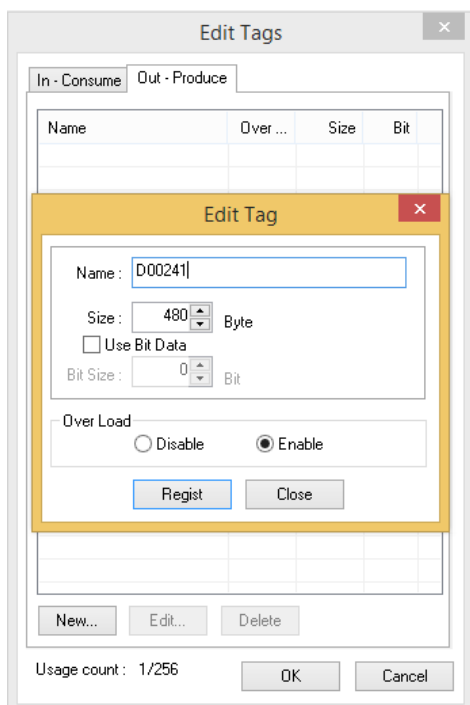 Edit Tags
In - Consume Out - Produce
Name Over ... Size Bit
Edit Tag
Name : D00241
Size : 480 Byte
Use Bit Data
Bit Size : 0 Bit
Over Load
Disable Enable
Regist Close
New... Edit... Delete
Usage count : 1/256 OK Cancel